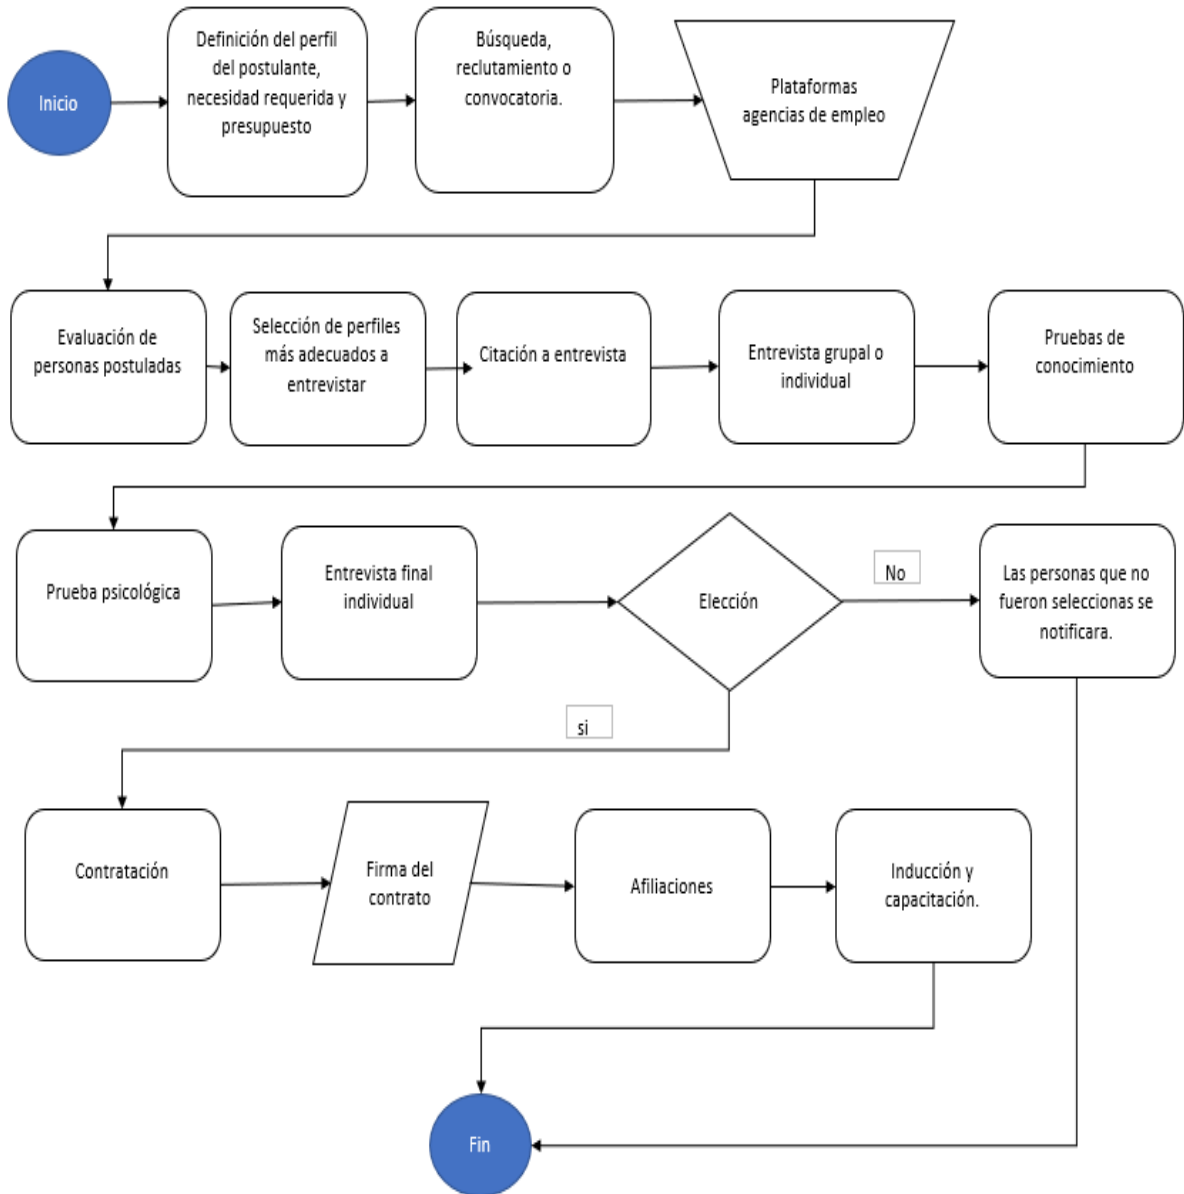 Inicio
Definición del perfil
del postulante,
necesidad requerida y
presupuesto
Búsqueda,
reclutamiento o
convocatoria.
Plataformas
agencias de empleo
Evaluación de
personas postuladas
Selección de perfiles
más adecuados a
entrevistar
Citación a entrevista
Entrevista grupal o
individual
Pruebas de
conocimiento
Prueba psicológica
Entrevista final
individual
Elección
No
Las personas que no
fueron seleccionas se
notificara.
si
Contratación
Firma del
contrato
Afiliaciones
Inducción y
capacitación.
Fin